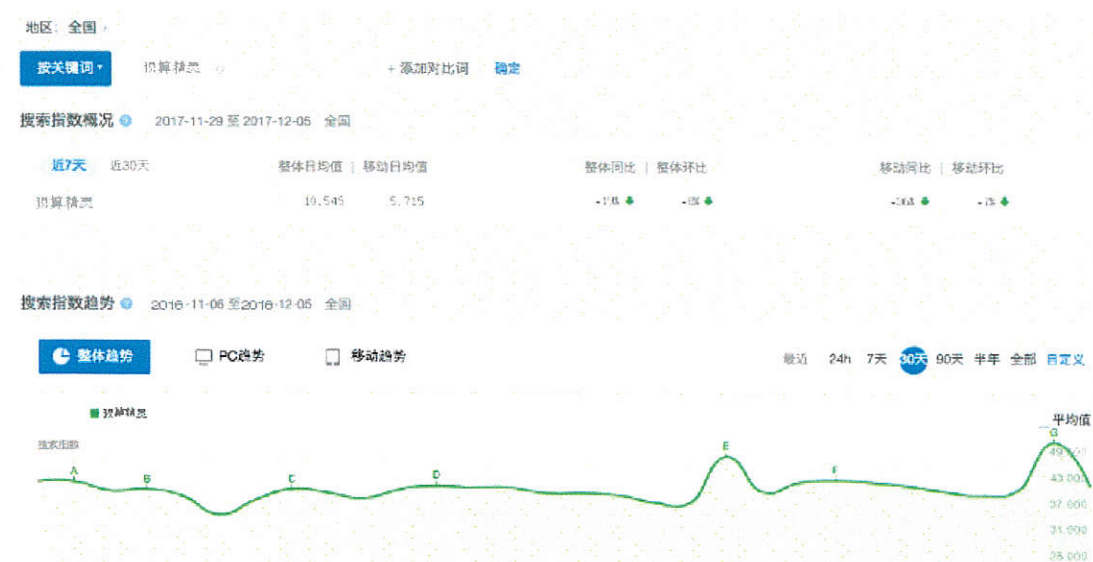 地区: 全国
按关键词 预算精灵 + 添加对比词 确定
搜索指数概况 2017-11-29 至 2017-12-05 全国
近7天 近30天 整体日均值 | 移动日均值 整体同比 | 整体环比 移动同比 | 移动环比
预算精灵 10,545 5,715
搜索指数趋势 2016-11-06 至 2016-12-05 全国
整体趋势 PC趋势 移动趋势 最近 24h 7天 30天 90天 半年 全部 自定义
预算精灵
平均值
搜索指数
A B C D E F G
49,000
43,000
37,000
31,000
25,000